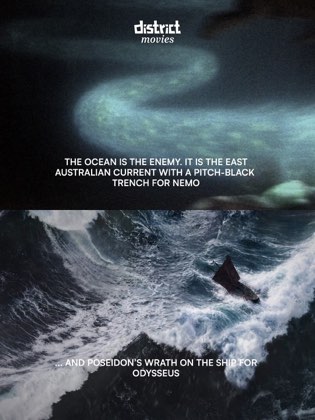 district
movies
THE OCEAN IS THE ENEMY. IT IS THE EAST
AUSTRALIAN CURRENT WITH A PITCH-BLACK
TRENCH FOR NEMO
... AND POSEIDON'S WRATH ON THE SHIP FOR
ODYSSEUS